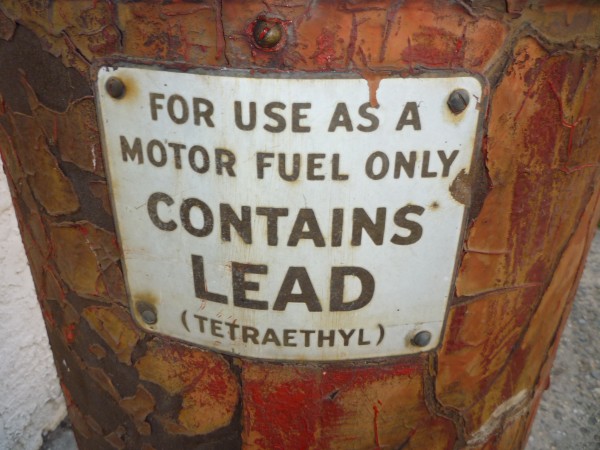 FOR USE AS A
MOTOR FUEL ONLY
CONTAINS
LEAD
(TETRAETHYL)